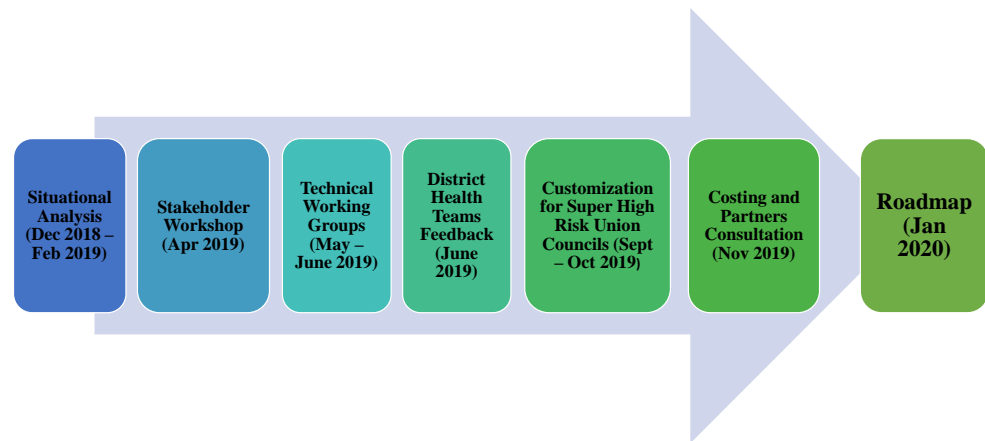 Situational
Analysis
(Dec 2018 –
Feb 2019)
Stakeholder
Workshop
(Apr 2019)
Technical
Working
Groups
(May –
June 2019)
District
Health
Teams
Feedback
(June
2019)
Customization
for Super High
Risk Union
Councils (Sept
– Oct 2019)
Costing and
Partners
Consultation
(Nov 2019)
Roadmap
(Jan
2020)